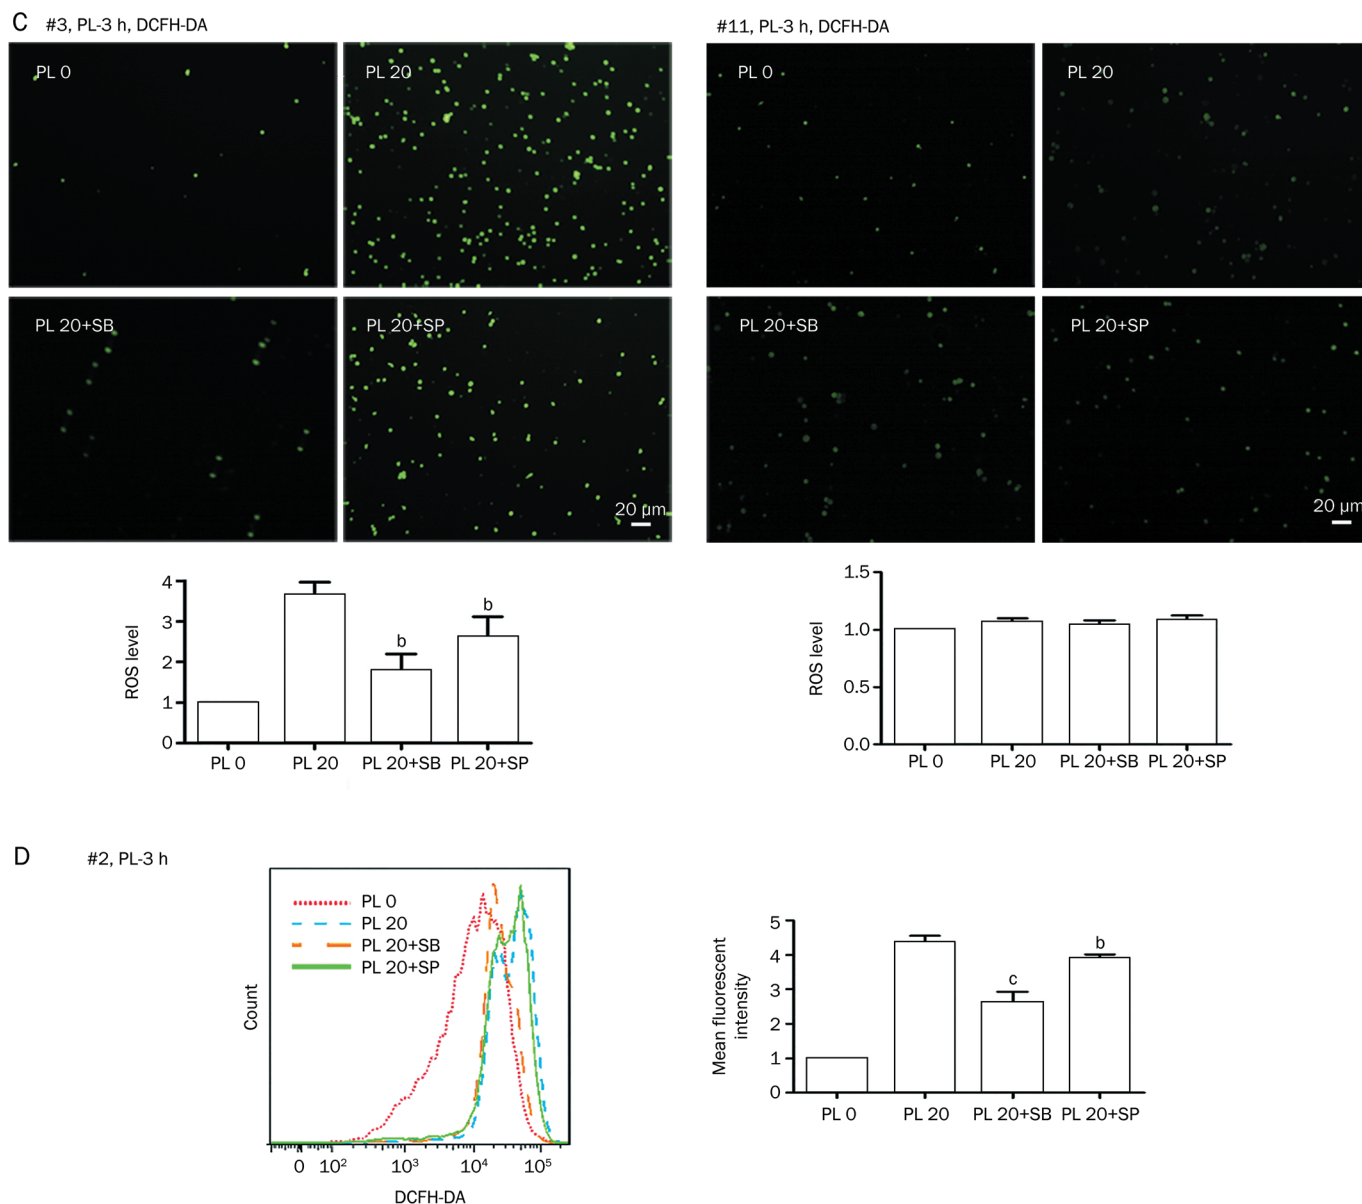 C #3, PL-3 h, DCFH-DA
PL 0
PL 20
PL 20+SB
PL 20+SP
20 µm
#11, PL-3 h, DCFH-DA
PL 0
PL 20
PL 20+SB
PL 20+SP
20 µm
ROS level
4
3
2
1
0
b
b
PL 0 PL 20 PL 20+SB PL 20+SP
ROS level
1.5
1.0
0.5
0.0
PL 0 PL 20 PL 20+SB PL 20+SP
D #2, PL-3 h
PL 0
PL 20
PL 20+SB
PL 20+SP
Count
0 10² 10³ 10⁴ 10⁵
DCFH-DA
Mean fluorescent
intensity
5
4
3
2
1
0
c
b
PL 0 PL 20 PL 20+SB PL 20+SP